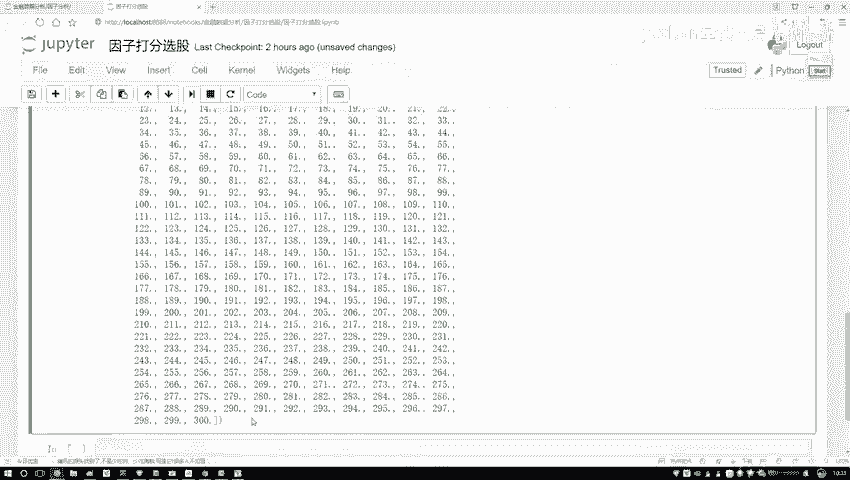 http://localhost:8888/notebooks/金融数据分析/因子打分选股/因子打分选股.ipynb
jupyter 因子打分选股 Last Checkpoint: 2 hours ago (unsaved changes)
Logout
File Edit View Insert Cell Kernel Widgets Help
Trusted Python
Code
12., 13., 14., 15., 16., 17., 18., 19., 20., 21., 22.,
23., 24., 25., 26., 27., 28., 29., 30., 31., 32., 33.,
34., 35., 36., 37., 38., 39., 40., 41., 42., 43., 44.,
45., 46., 47., 48., 49., 50., 51., 52., 53., 54., 55.,
56., 57., 58., 59., 60., 61., 62., 63., 64., 65., 66.,
67., 68., 69., 70., 71., 72., 73., 74., 75., 76., 77.,
78., 79., 80., 81., 82., 83., 84., 85., 86., 87., 88.,
89., 90., 91., 92., 93., 94., 95., 96., 97., 98., 99.,
100., 101., 102., 103., 104., 105., 106., 107., 108., 109., 110.,
111., 112., 113., 114., 115., 116., 117., 118., 119., 120., 121.,
122., 123., 124., 125., 126., 127., 128., 129., 130., 131., 132.,
133., 134., 135., 136., 137., 138., 139., 140., 141., 142., 143.,
144., 145., 146., 147., 148., 149., 150., 151., 152., 153., 154.,
155., 156., 157., 158., 159., 160., 161., 162., 163., 164., 165.,
166., 167., 168., 169., 170., 171., 172., 173., 174., 175., 176.,
177., 178., 179., 180., 181., 182., 183., 184., 185., 186., 187.,
188., 189., 190., 191., 192., 193., 194., 195., 196., 197., 198.,
199., 200., 201., 202., 203., 204., 205., 206., 207., 208., 209.,
210., 211., 212., 213., 214., 215., 216., 217., 218., 219., 220.,
221., 222., 223., 224., 225., 226., 227., 228., 229., 230., 231.,
232., 233., 234., 235., 236., 237., 238., 239., 240., 241., 242.,
243., 244., 245., 246., 247., 248., 249., 250., 251., 252., 253.,
254., 255., 256., 257., 258., 259., 260., 261., 262., 263., 264.,
265., 266., 267., 268., 269., 270., 271., 272., 273., 274., 275.,
276., 277., 278., 279., 280., 281., 282., 283., 284., 285., 286.,
287., 288., 289., 290., 291., 292., 293., 294., 295., 296., 297.,
298., 299., 300.])
In [ ]